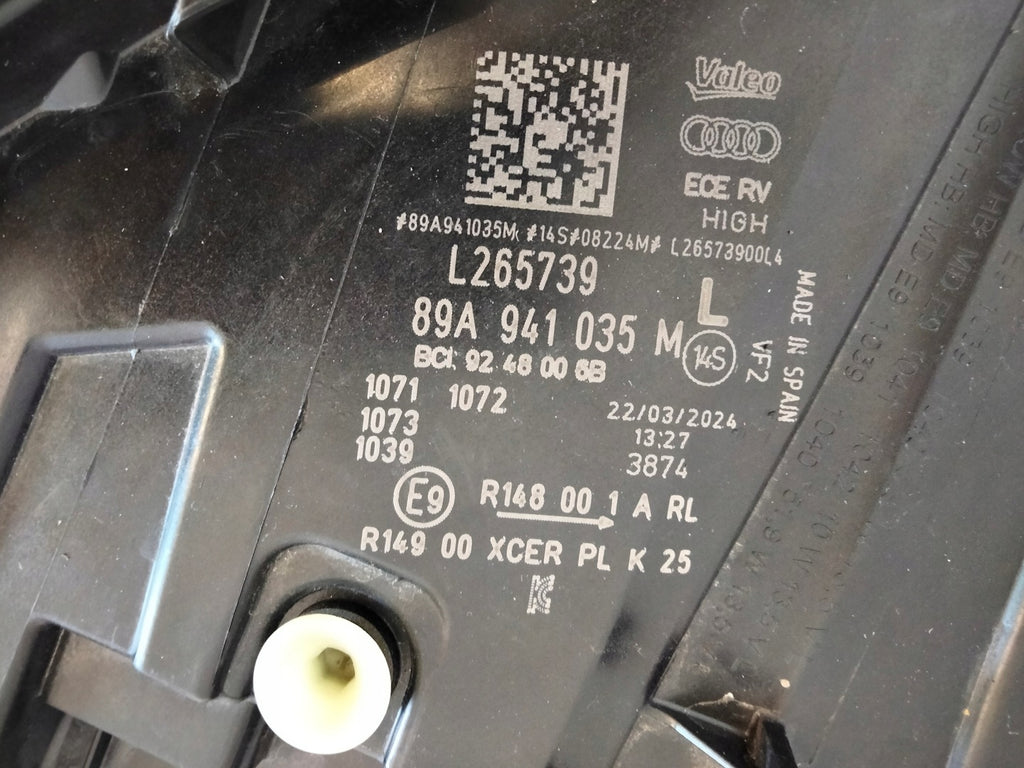 Valeo
ECE RV
HIGH
#89A941035M #14S#08224M# L26573900L4
L265739
L
89A 941 035 M
14S
VF2
MADE IN SPAIN
BCI. 92 48 00 6B
1071 1072
1073
1039
22/03/2024
13:27
3874
E9
R148 00 1 A RL
R149 00 XCER PL K 25